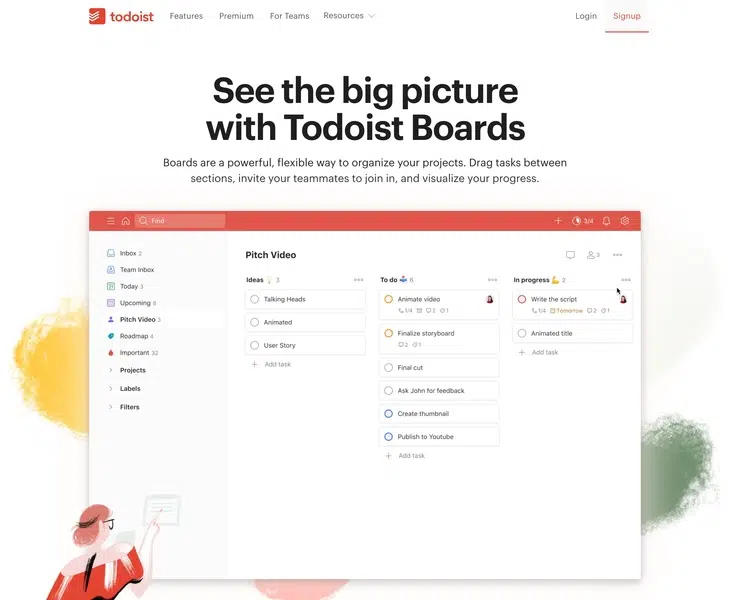 todoist
Features
Premium
For Teams
Resources
Login
Signup
See the big picture
with Todoist Boards
Boards are a powerful, flexible way to organize your projects. Drag tasks between
sections, invite your teammates to join in, and visualize your progress.
Find
3/4
Inbox 2
Team Inbox
Today 3
Upcoming 8
Pitch Video 3
Roadmap 4
Important 32
Projects
Labels
Filters
Pitch Video
3
Ideas 3
Talking Heads
Animated
User Story
Add task
To do 6
Animate video
1/4 2 1
Finalize storyboard
2 1
Final cut
Ask John for feedback
Create thumbnail
Publish to Youtube
Add task
In progress 2
Write the script
1/4 Tomorrow 2 1
Animated title
Add task